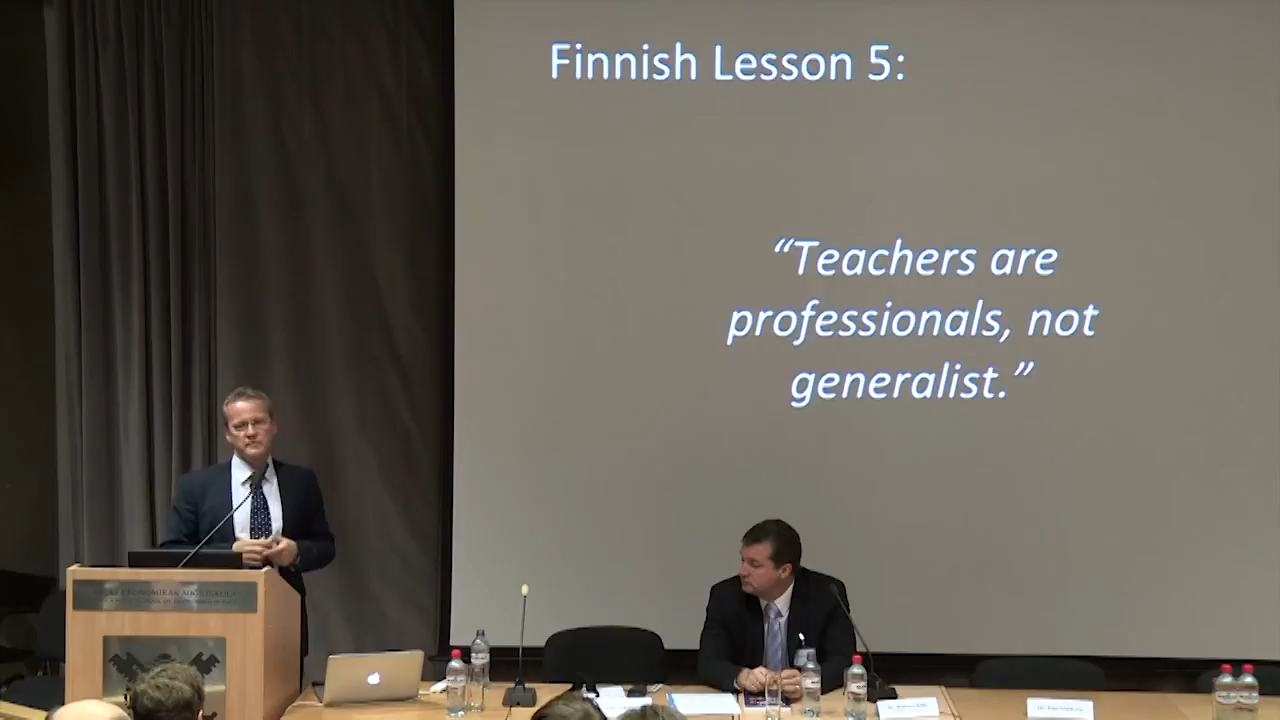 Finnish Lesson 5:
“Teachers are
professionals, not
generalist.”